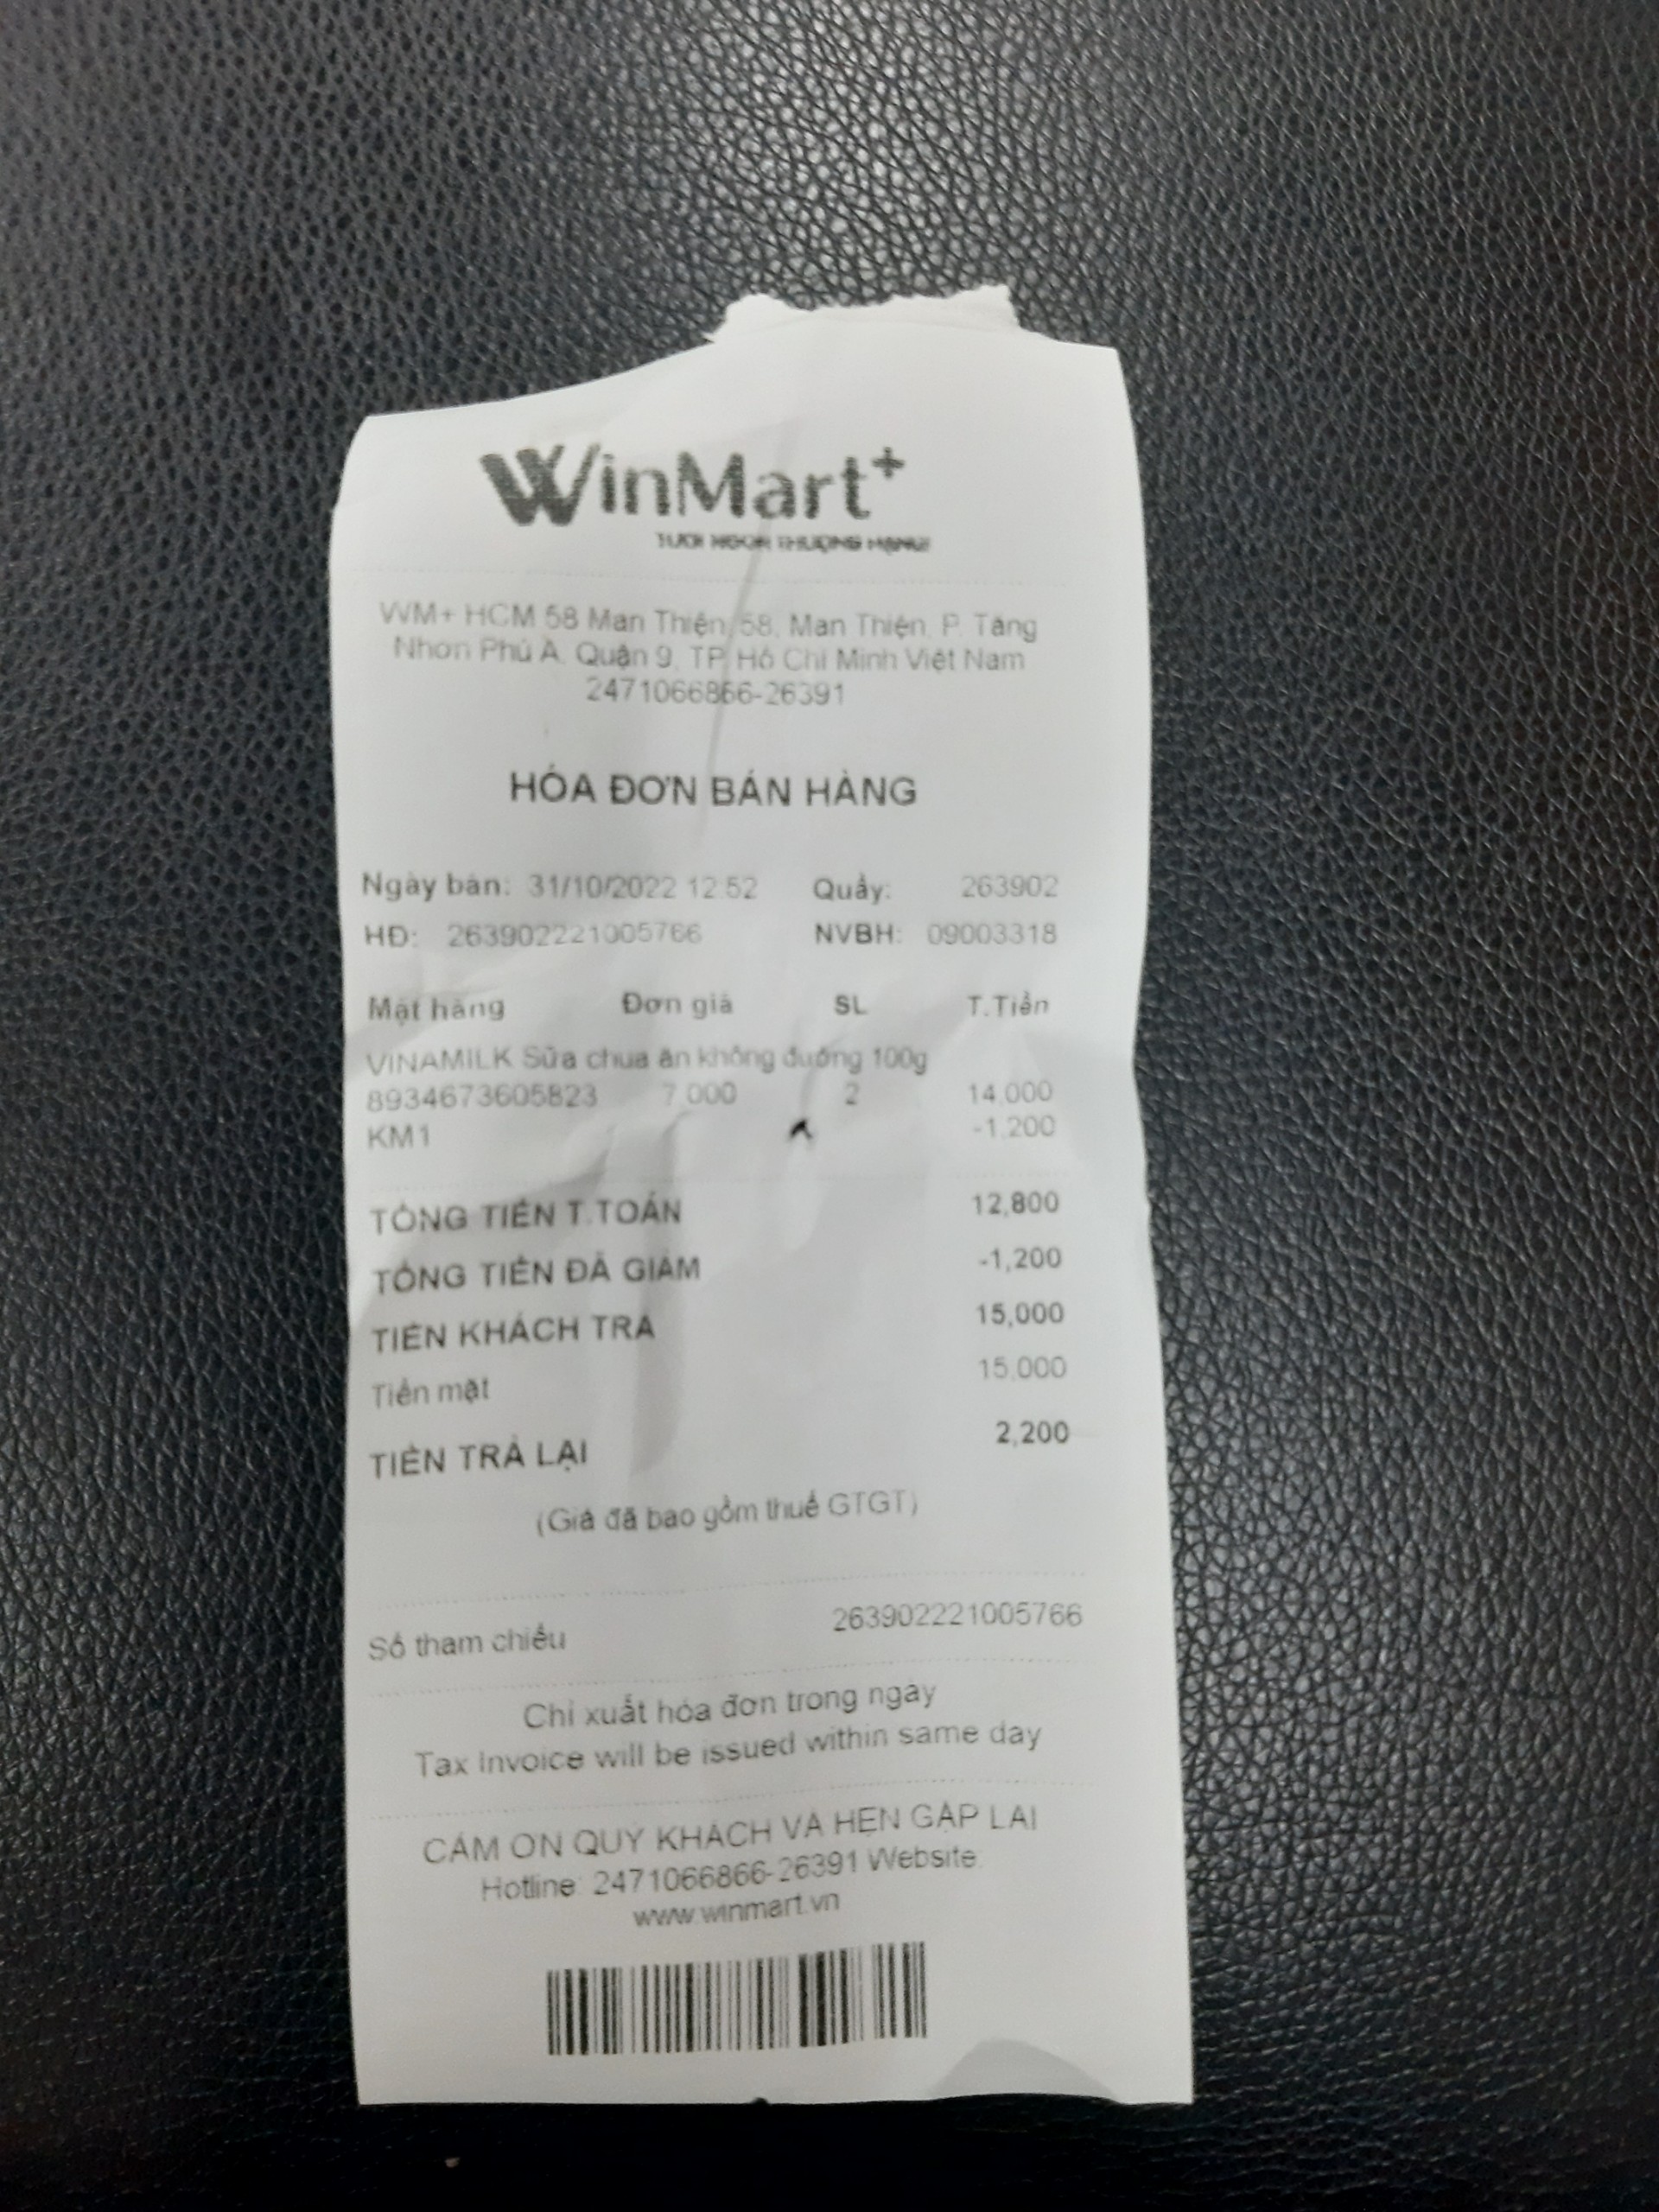 WinMart+
TƯƠI NGON THƯỢNG HẠNG!
WM+ HCM 58 Man Thiện, 58, Man Thiện, P. Tăng
Nhơn Phú A, Quận 9, TP. Hồ Chí Minh Việt Nam
2471066866-26391
HÓA ĐƠN BÁN HÀNG
Ngày bán: 31/10/2022 12:52 Quầy: 263902
HĐ: 263902221005766 NVBH: 09003318
Mặt hàng Đơn giá SL T.Tiền
VINAMILK Sữa chua ăn không đường 100g
8934673605823 7,000 2 14,000
KM1 -1,200
TỔNG TIỀN T.TOÁN 12,800
TỔNG TIỀN ĐÃ GIẢM -1,200
TIỀN KHÁCH TRẢ 15,000
Tiền mặt 15,000
TIỀN TRẢ LẠI 2,200
(Giá đã bao gồm thuế GTGT)
Số tham chiếu 263902221005766
Chỉ xuất hóa đơn trong ngày
Tax Invoice will be issued within same day
CẢM ƠN QUÝ KHÁCH VÀ HẸN GẶP LẠI
Hotline: 2471066866-26391 Website:
www.winmart.vn